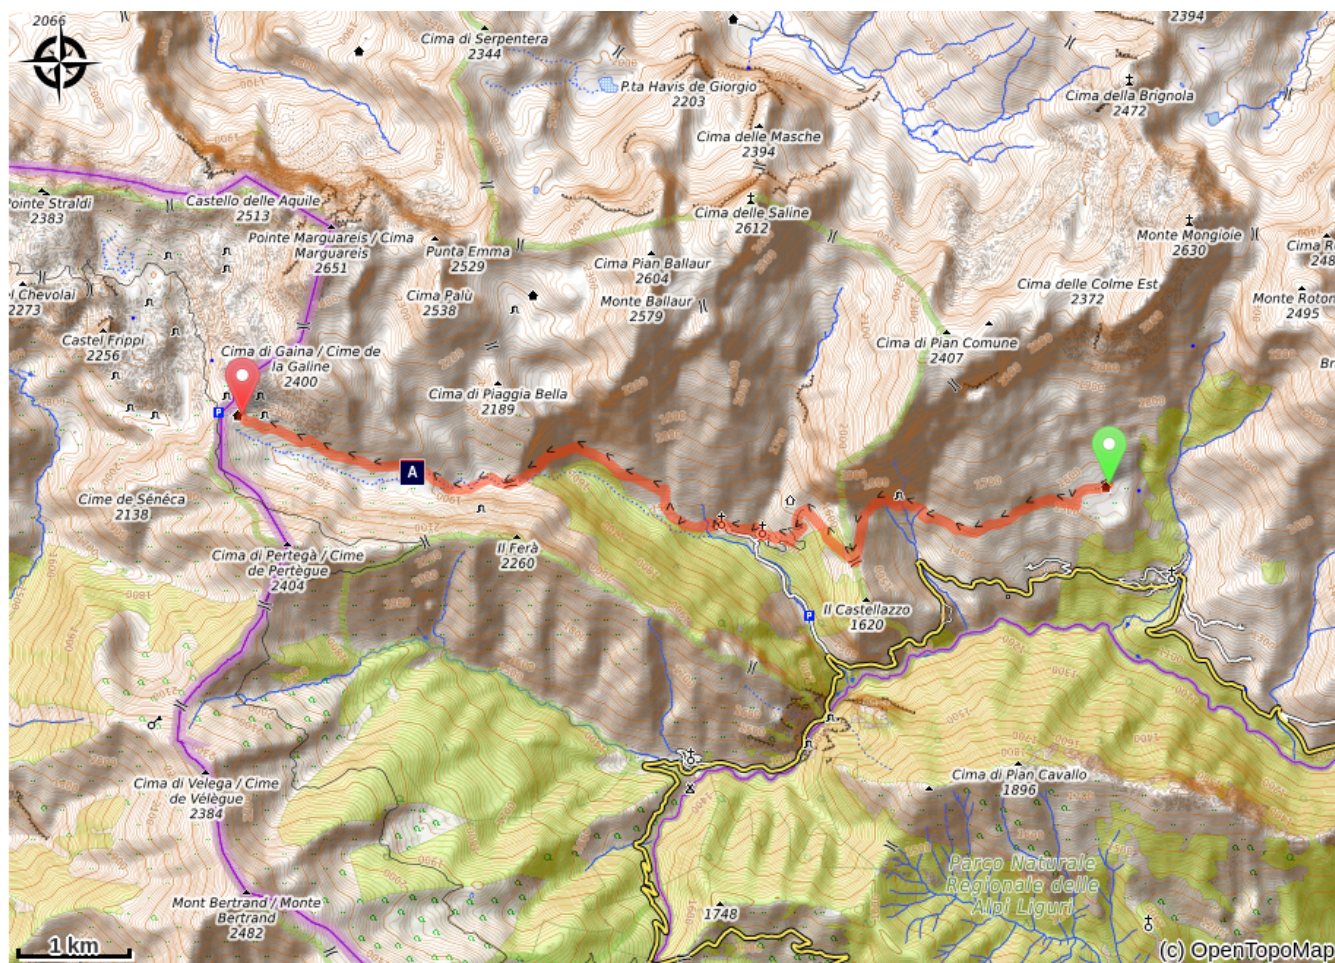 2066
Cima di Serpentera
2344
P.ta Havis de Giorgio
2203
2394
Cima della Brignola
2472
Cima delle Masche
2394
Pointe Straldi
2383
Castello delle Aquile
2513
Cima delle Saline
2612
Pointe Marguareis / Cima
Marguareis
2651
Punta Emma
2529
Monte Mongioie
2630
Cima Pian Ballaur
2604
Cima Palù
2538
Monte Ballaur
2579
Cima delle Colme Est
2372
Monte Roton
2495
el Chevolai
2273
Castel Frippi
2256
Cima di Gaina / Cime de
la Galine
2400
Cima di Pian Comune
2407
Cima di Piaggia Bella
2189
P
A
Cime de Sénéca
2138
Cima di Pertegà / Cime
de Pertègue
2404
Il Ferà
2260
Il Castellazzo
1620
P
Cima di Velega / Cime
de Vélègue
2384
Cima di Pian Cavallo
1896
Parco Naturale
Regionale delle
Alpi Liguri
Mont Bertrand / Monte
Bertrand
2482
1748
1 km
(c) OpenTopoMap